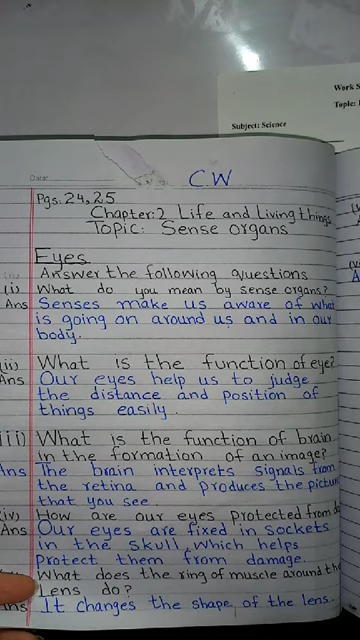 Work S
Topic:
Subject: Science
Date:
CW
Pgs. 24,25
Chapter:2 Life and Living things
Topic: Sense organs
Eyes
Answer the following questions
(i) What do you mean by sense organs?
Ans Senses make us aware of what
is going on around us and in our
body.
(ii) What is the function of eye?
Ans Our eyes help us to judge
the distance and position of
things easily.
iii) What is the function of brain
in the formation of an image?
Ans The brain interprets signals from
the retina and produces the pictur
that you see
(iv) How are our eyes protected from
Ans Our eyes are fixed in sockets
in the skull, which helps
protect them from damage.
What does the ring of muscle around the
Lens do?
Ans It changes the shape of the lens.